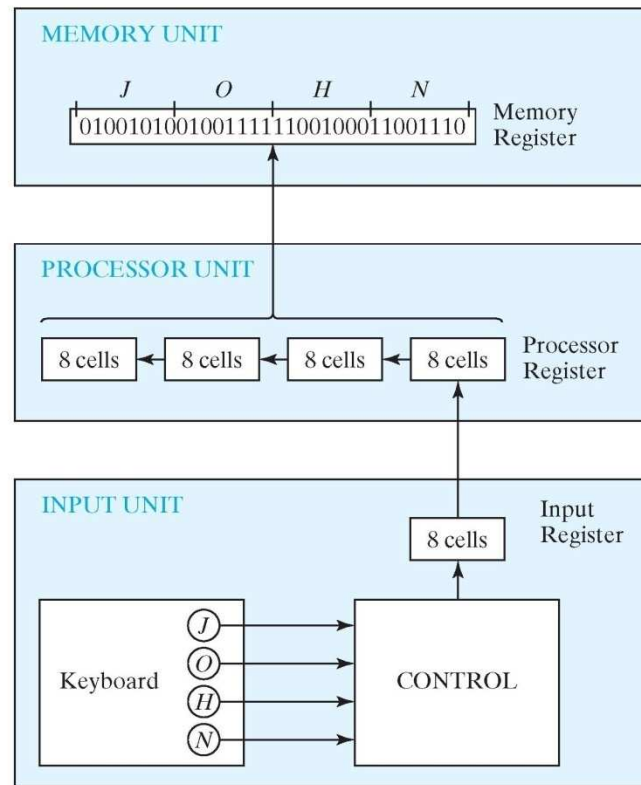 MEMORY UNIT
J O H N
01001010010011111100100011001110
Memory
Register
PROCESSOR UNIT
8 cells 8 cells 8 cells 8 cells
Processor
Register
INPUT UNIT
Input
Register
8 cells
J
O
Keyboard
CONTROL
H
N